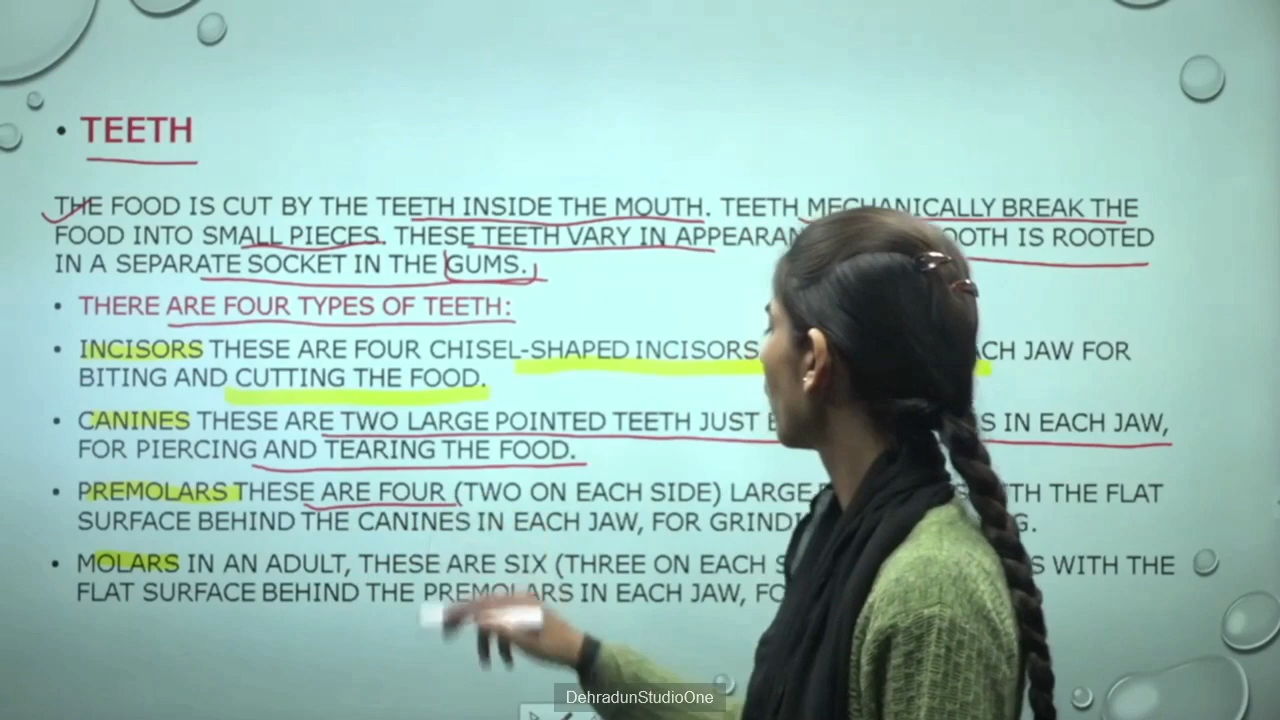 • TEETH
THE FOOD IS CUT BY THE TEETH INSIDE THE MOUTH. TEETH MECHANICALLY BREAK THE
FOOD INTO SMALL PIECES. THESE TEETH VARY IN APPEARAN OOTH IS ROOTED
IN A SEPARATE SOCKET IN THE GUMS.
• THERE ARE FOUR TYPES OF TEETH:
• INCISORS THESE ARE FOUR CHISEL-SHAPED INCISORS ACH JAW FOR
BITING AND CUTTING THE FOOD.
• CANINES THESE ARE TWO LARGE POINTED TEETH JUST S IN EACH JAW,
FOR PIERCING AND TEARING THE FOOD.
• PREMOLARS THESE ARE FOUR (TWO ON EACH SIDE) LARGE TH THE FLAT
SURFACE BEHIND THE CANINES IN EACH JAW, FOR GRINDI G.
• MOLARS IN AN ADULT, THESE ARE SIX (THREE ON EACH S S WITH THE
FLAT SURFACE BEHIND THE PREMOLARS IN EACH JAW, FO
DehradunStudioOne